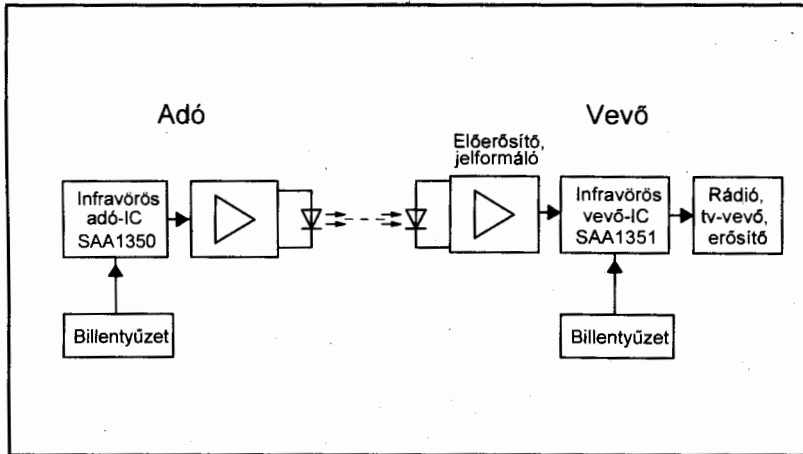 Adó
Vevő
Előerősítő,
jelformáló
Infravörös
adó-IC
SAA1350
Infravörös
vevő-IC
SAA1351
Rádió,
tv-vevő,
erősítő
Billentyűzet
Billentyűzet